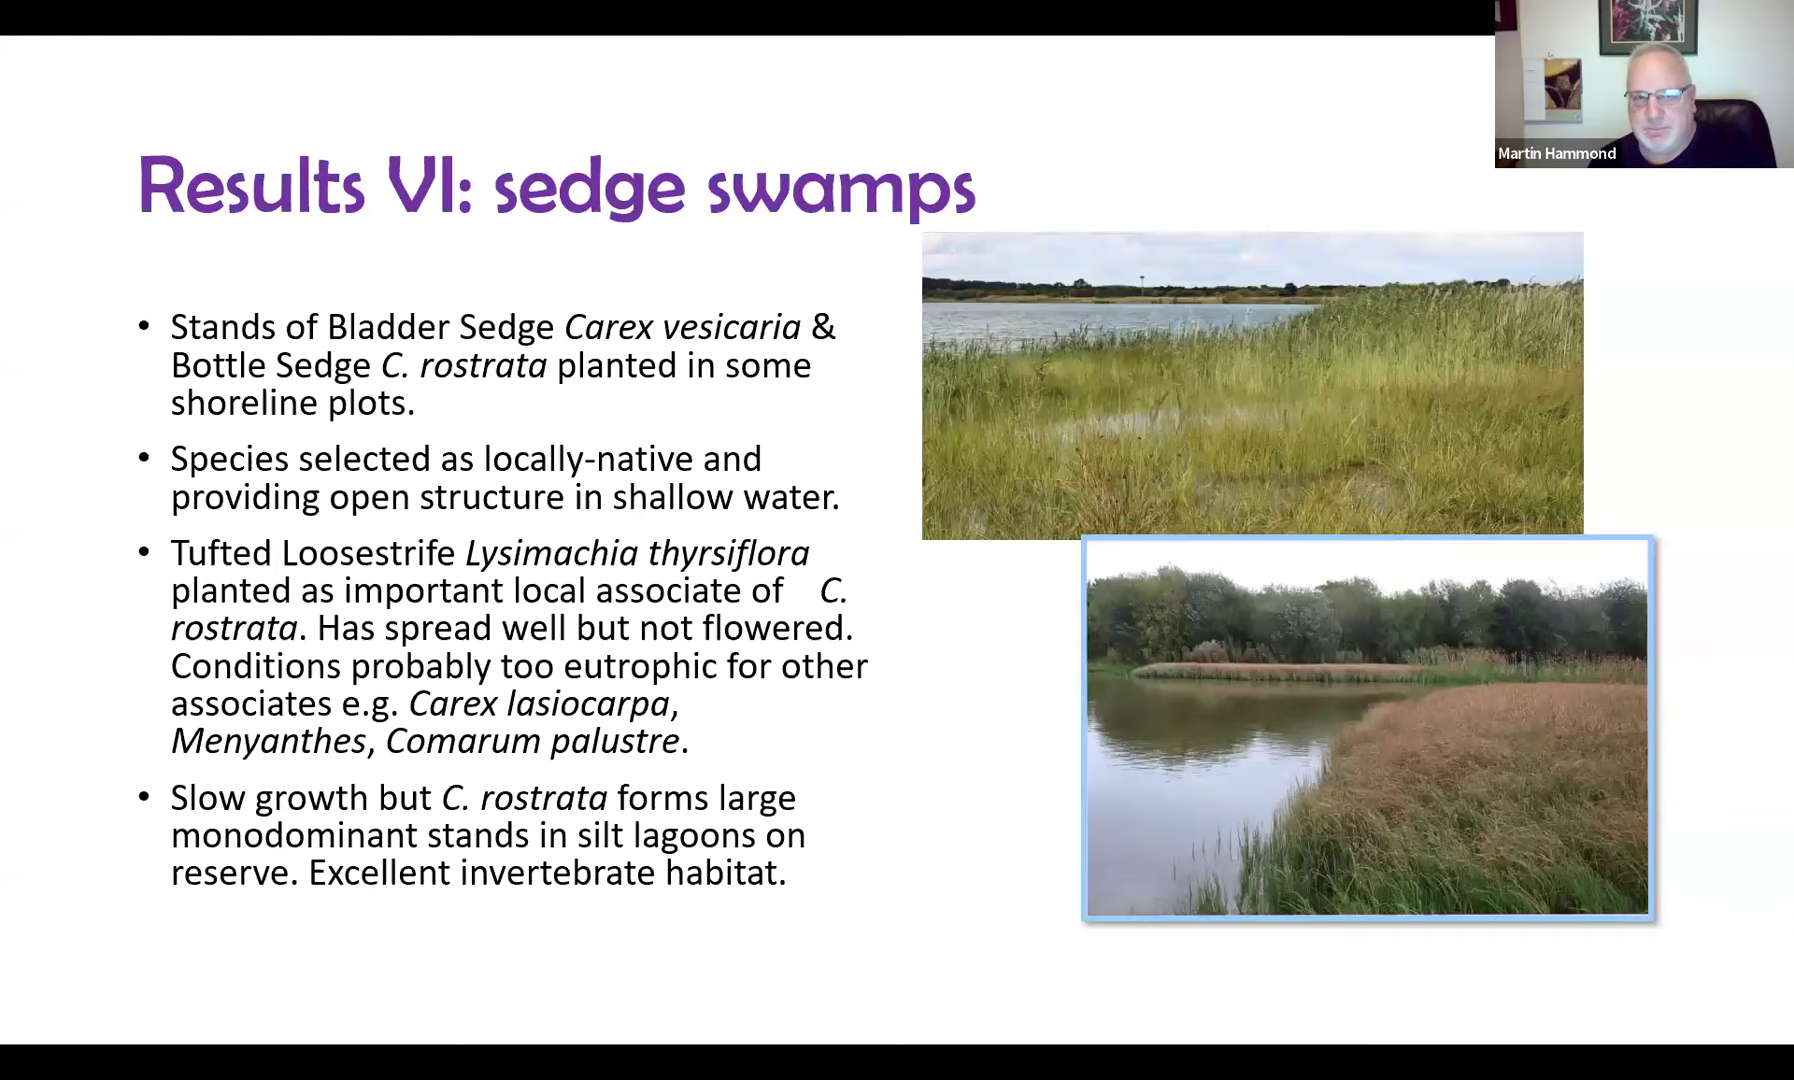 Martin Hammond
Results VI: sedge swamps
• Stands of Bladder Sedge Carex vesicaria &
Bottle Sedge C. rostrata planted in some
shoreline plots.
• Species selected as locally-native and
providing open structure in shallow water.
• Tufted Loosestrife Lysimachia thyrsiflora
planted as important local associate of C.
rostrata. Has spread well but not flowered.
Conditions probably too eutrophic for other
associates e.g. Carex lasiocarpa,
Menyanthes, Comarum palustre.
• Slow growth but C. rostrata forms large
monodominant stands in silt lagoons on
reserve. Excellent invertebrate habitat.